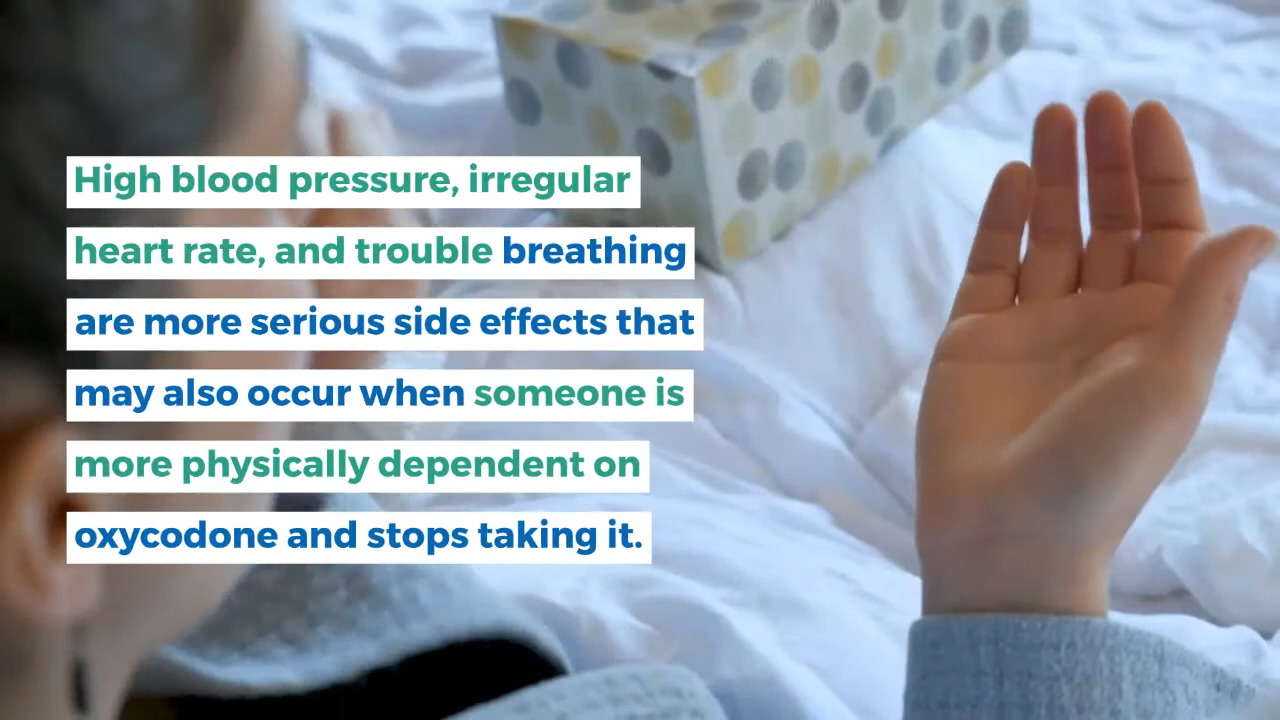 High blood pressure, irregular
heart rate, and trouble breathing
are more serious side effects that
may also occur when someone is
more physically dependent on
oxycodone and stops taking it.